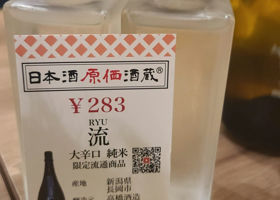 日本酒原価酒蔵®
¥283
RYU
流
大辛口 純米
限定流通商品
産地 新潟県
長岡市
高橋酒造